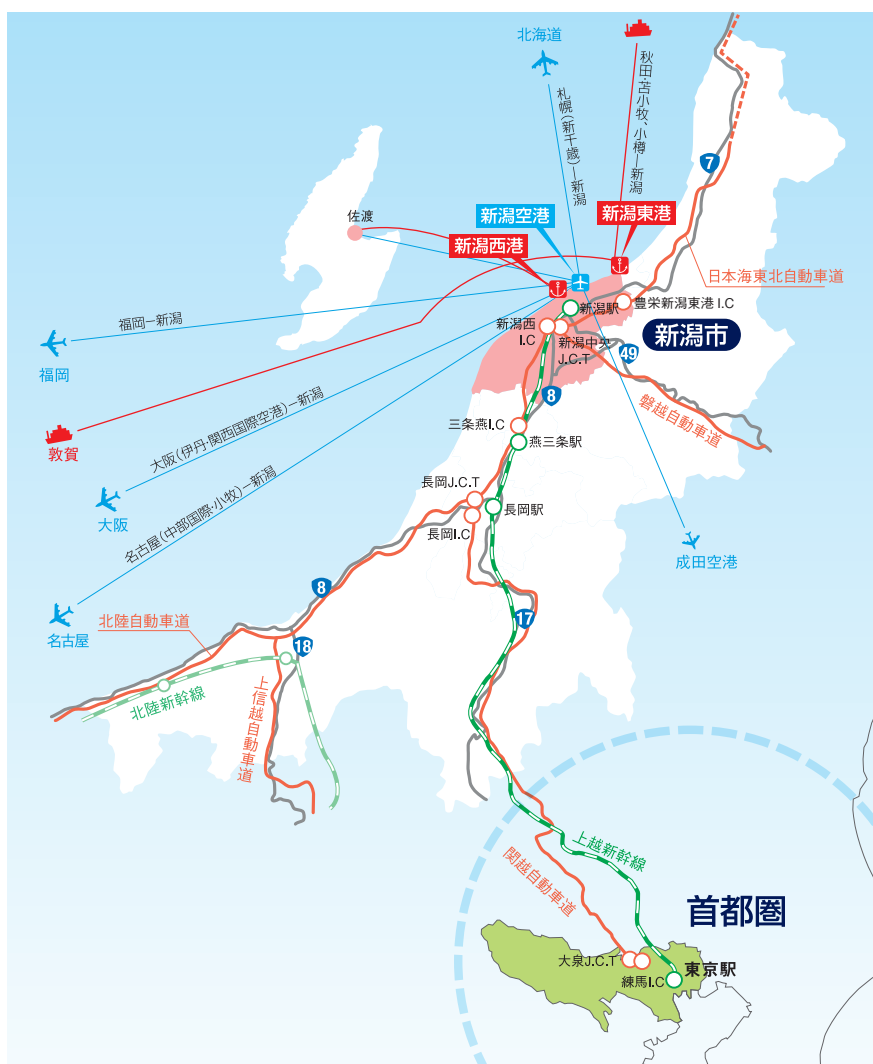 北海道
秋田・苫小牧、小樽ー新潟
札幌(新千歳)ー新潟
7
佐渡
新潟空港
新潟東港
新潟西港
日本海東北自動車道
豊栄新潟東港I.C
新潟駅
福岡ー新潟
新潟西
I.C
新潟中央
J.C.T
新潟市
49
福岡
8
磐越自動車道
三条燕I.C
燕三条駅
敦賀
大阪(伊丹・関西国際空港)ー新潟
長岡J.C.T
長岡駅
大阪
名古屋(中部国際・小牧)ー新潟
長岡I.C
成田空港
8
17
名古屋
北陸自動車道
18
北陸新幹線
上信越自動車道
上越新幹線
関越自動車道
首都圏
大泉J.C.T
東京駅
練馬I.C